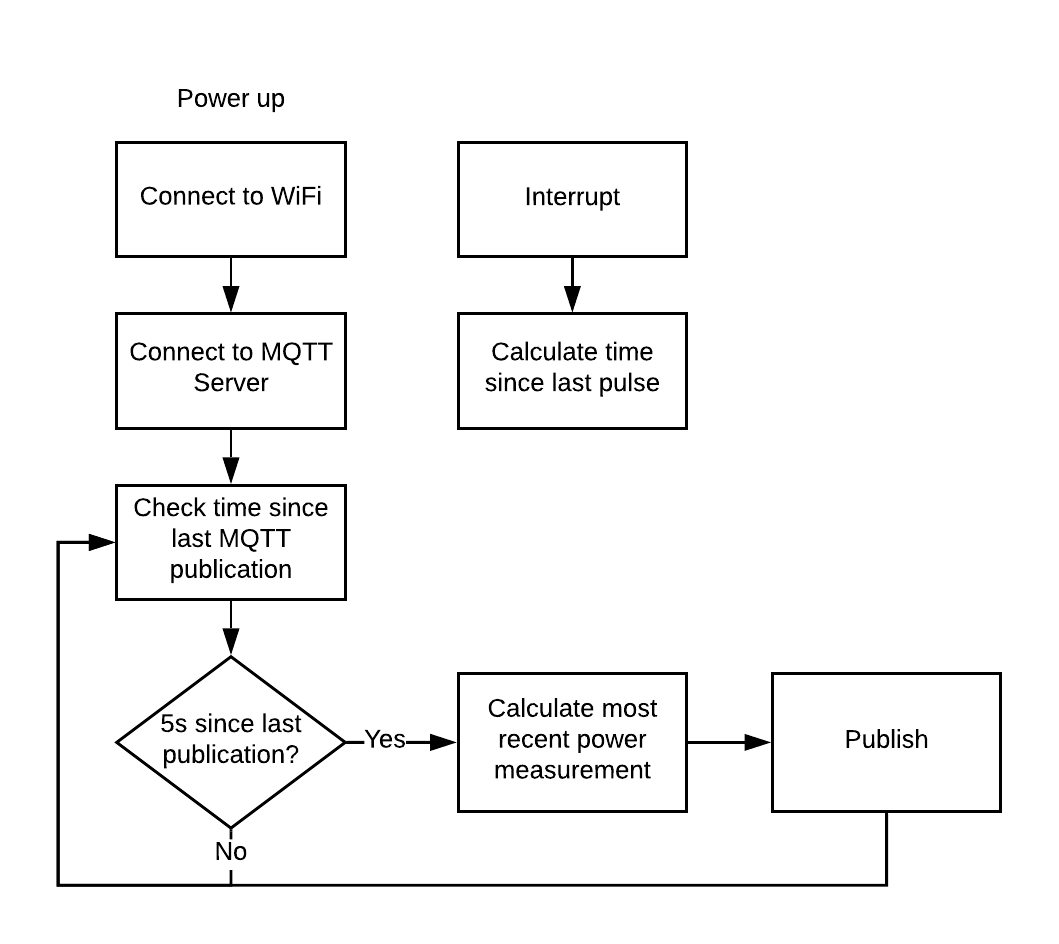 Power up
Connect to WiFi
Interrupt
Connect to MQTT
Server
Calculate time
since last pulse
Check time since
last MQTT
publication
5s since last
publication?
Yes
Calculate most
recent power
measurement
Publish
No